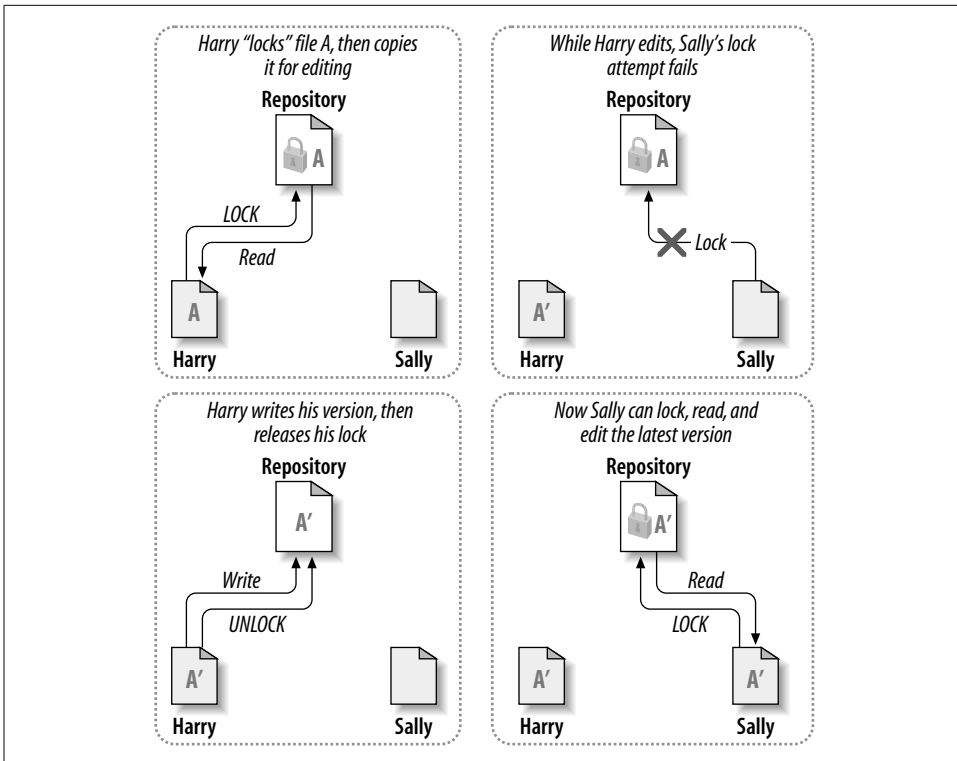 Harry “locks” file A, then copies
it for editing
Repository
A
LOCK
Read
A
Harry
Sally
While Harry edits, Sally’s lock
attempt fails
Repository
A
Lock
A′
Harry
Sally
Harry writes his version, then
releases his lock
Repository
A′
Write
UNLOCK
A′
Harry
Sally
Now Sally can lock, read, and
edit the latest version
Repository
A′
Read
LOCK
A′
A′
Harry
Sally